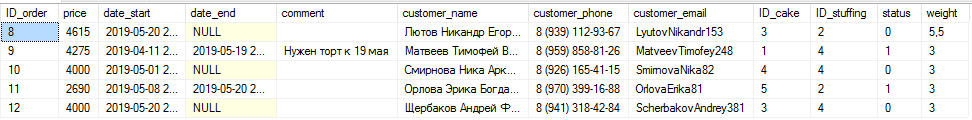 ID_order price date_start date_end comment customer_name customer_phone customer_email ID_cake ID_stuffing status weight
8 4615 2019-05-20 2... NULL Лютов Никандр Егор... 8 (939) 112-93-67 LyutovNikandr153 3 2 0 5,5
9 4275 2019-04-11 2... 2019-05-19 2... Нужен торт к 19 мая Матвеев Тимофей В... 8 (959) 858-81-26 MatveevTimofey248 1 4 1 3
10 4000 2019-05-01 2... NULL Смирнова Ника Арк... 8 (926) 165-41-15 SmirnovaNika82 4 4 0 3
11 2690 2019-05-08 2... 2019-05-20 2... Орлова Эрика Богда... 8 (970) 399-16-88 OrlovaErika81 5 2 1 3
12 4000 2019-05-20 2... NULL Щербаков Андрей Ф... 8 (941) 318-42-84 ScherbakovAndrey381 3 4 0 3